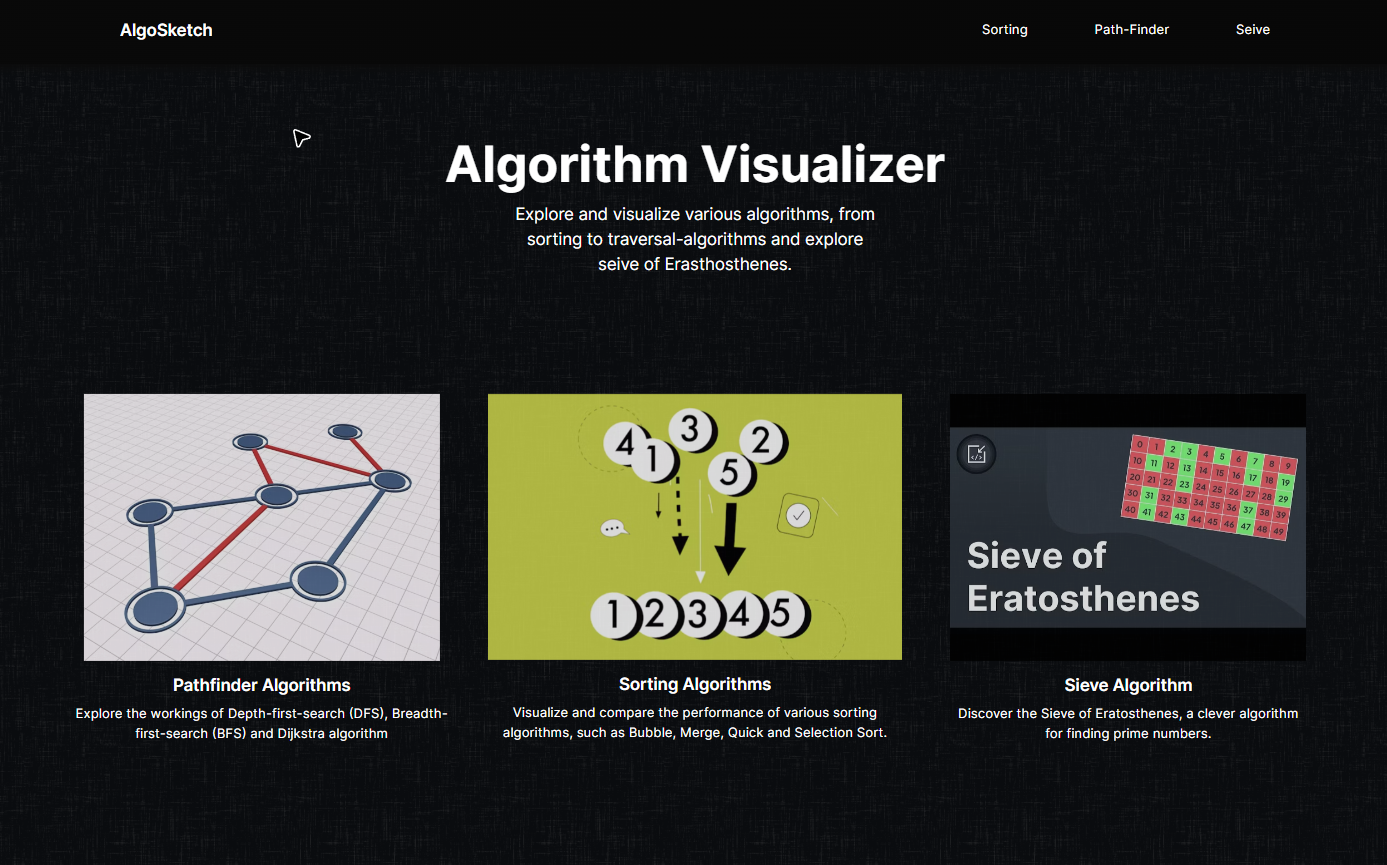 AlgoSketch
Sorting
Path-Finder
Seive
Algorithm Visualizer
Explore and visualize various algorithms, from
sorting to traversal-algorithms and explore
seive of Erasthosthenes.
4 1 3 5 2
1 2 3 4 5
0 1 2 3 4 5 6 7 8 9
10 11 12 13 14 15 16 17 18 19
20 21 22 23 24 25 26 27 28 29
30 31 32 33 34 35 36 37 38 39
40 41 42 43 44 45 46 47 48 49
Sieve of
Eratosthenes
Pathfinder Algorithms
Explore the workings of Depth-first-search (DFS), Breadth-
first-search (BFS) and Dijkstra algorithm
Sorting Algorithms
Visualize and compare the performance of various sorting
algorithms, such as Bubble, Merge, Quick and Selection Sort.
Sieve Algorithm
Discover the Sieve of Eratosthenes, a clever algorithm
for finding prime numbers.